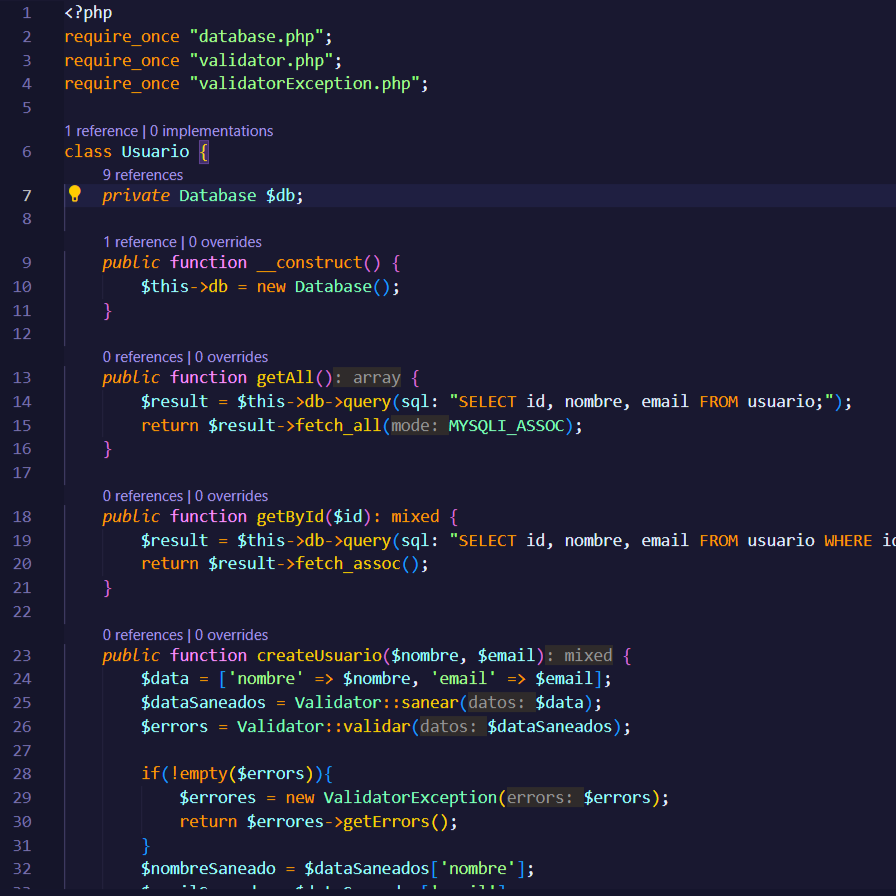 1 <?php
2 require_once "database.php";
3 require_once "validator.php";
4 require_once "validatorException.php";
5
1 reference | 0 implementations
6 class Usuario {
9 references
7 private Database $db;
8
1 reference | 0 overrides
9 public function __construct() {
10 $this->db = new Database();
11 }
12
0 references | 0 overrides
13 public function getAll(): array {
14 $result = $this->db->query(sql: "SELECT id, nombre, email FROM usuario;");
15 return $result->fetch_all(mode: MYSQLI_ASSOC);
16 }
17
0 references | 0 overrides
18 public function getById($id): mixed {
19 $result = $this->db->query(sql: "SELECT id, nombre, email FROM usuario WHERE
20 return $result->fetch_assoc();
21 }
22
0 references | 0 overrides
23 public function createUsuario($nombre, $email): mixed {
24 $data = ['nombre' => $nombre, 'email' => $email];
25 $dataSaneados = Validator::sanear(datos: $data);
26 $errors = Validator::validar(datos: $dataSaneados);
27
28 if(!empty($errors)){
29 $errores = new ValidatorException(errors: $errors);
30 return $errores->getErrors();
31 }
32 $nombreSaneado = $dataSaneados['nombre'];